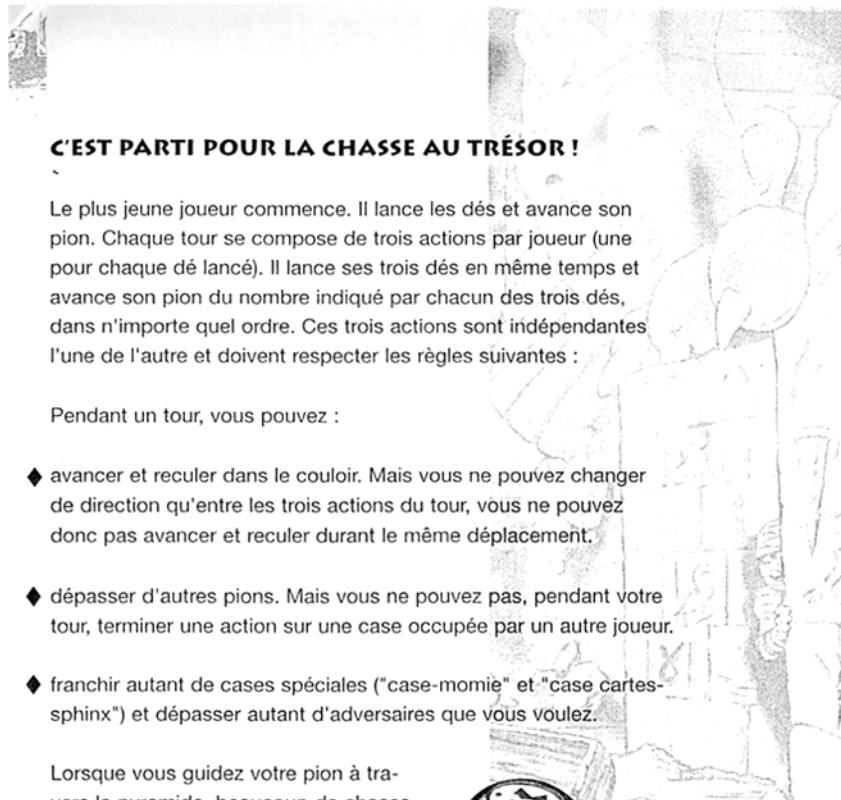 C'EST PARTI POUR LA CHASSE AU TRÉSOR !
Le plus jeune joueur commence. Il lance les dés et avance son
pion. Chaque tour se compose de trois actions par joueur (une
pour chaque dé lancé). Il lance ses trois dés en même temps et
avance son pion du nombre indiqué par chacun des trois dés,
dans n'importe quel ordre. Ces trois actions sont indépendantes
l'une de l'autre et doivent respecter les règles suivantes :
Pendant un tour, vous pouvez :
♦ avancer et reculer dans le couloir. Mais vous ne pouvez changer
de direction qu'entre les trois actions du tour, vous ne pouvez
donc pas avancer et reculer durant le même déplacement.
♦ dépasser d'autres pions. Mais vous ne pouvez pas, pendant votre
tour, terminer une action sur une case occupée par un autre joueur.
♦ franchir autant de cases spéciales ("case-momie" et "case cartes-
sphinx") et dépasser autant d'adversaires que vous voulez.
Lorsque vous guidez votre pion à tra-
vers la pyramide, beaucoup de choses